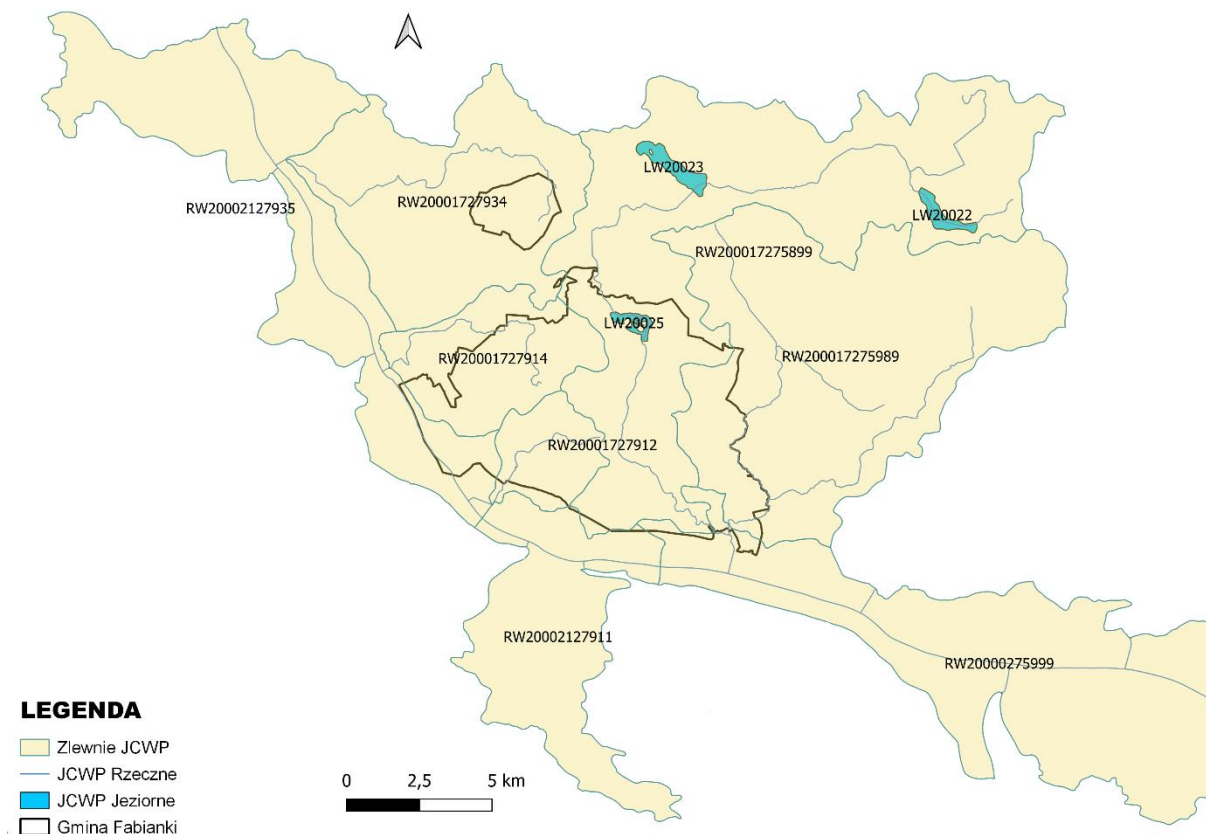 LW20023
RW20002127935
RW20001727934
LW20022
RW200017275899
LW20025
RW20001727914
RW200017275989
RW20001727912
RW20002127911
RW20000275999
LEGENDA
Zlewnie JCWP
JCWP Rzeczne
JCWP Jeziorne
Gmina Fabianki
0 2,5 5 km